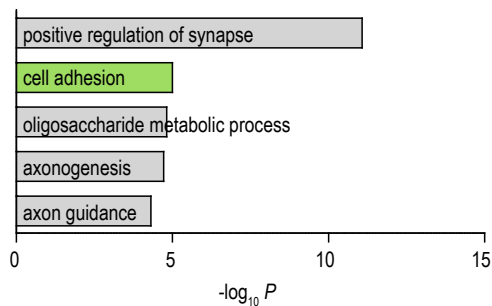 positive regulation of synapse
cell adhesion
oligosaccharide metabolic process
axonogenesis
axon guidance
0 5 10 15
-log₁₀ P